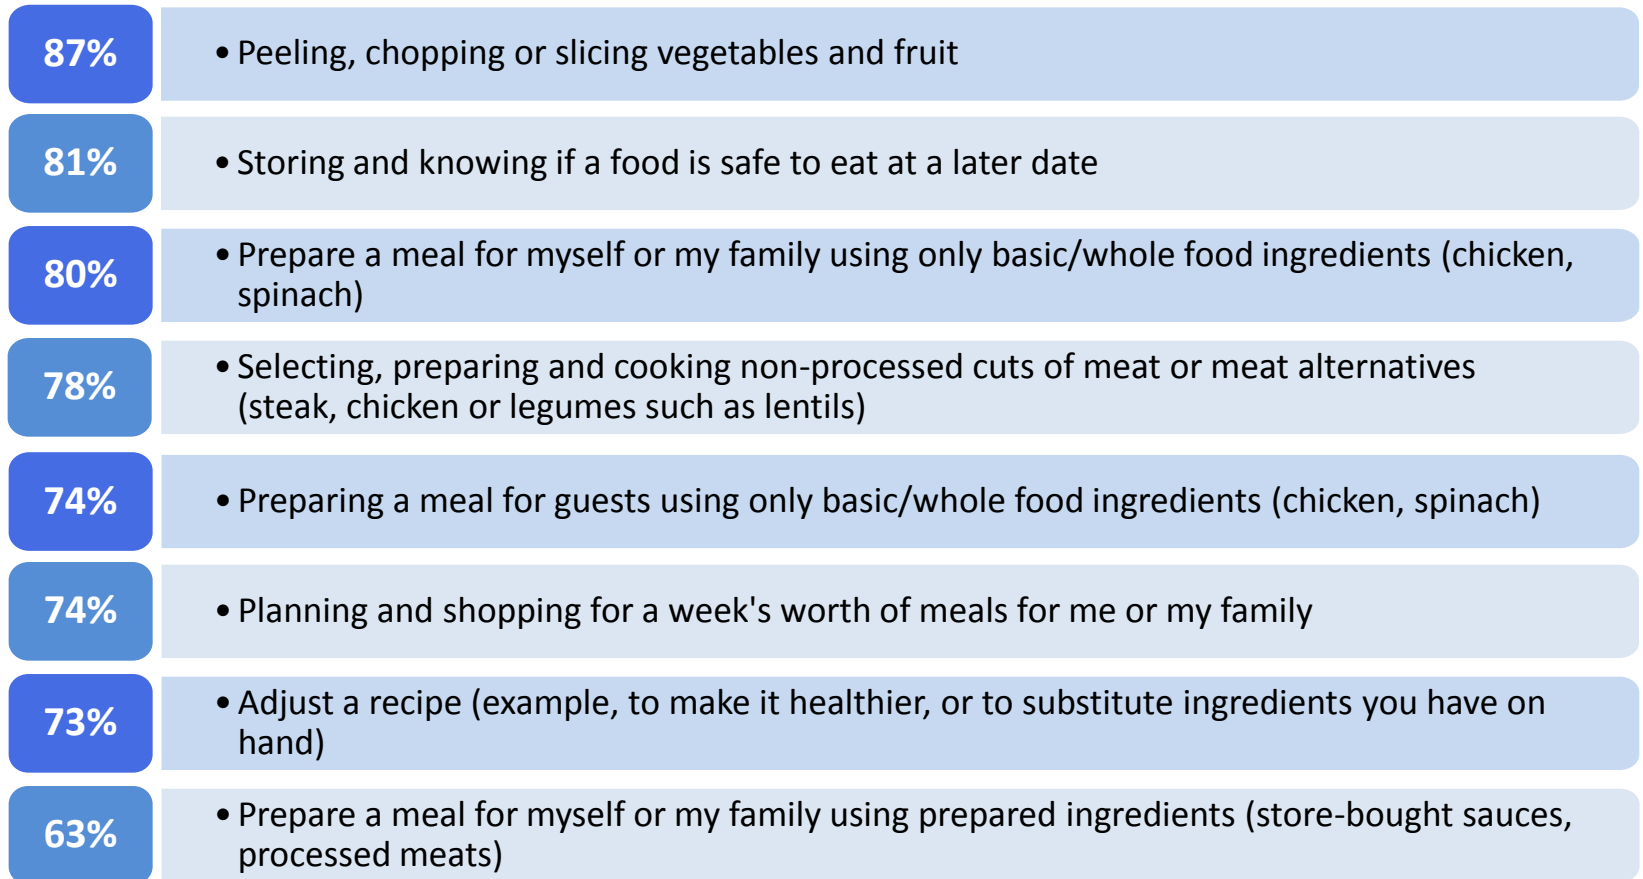 87%
• Peeling, chopping or slicing vegetables and fruit
81%
• Storing and knowing if a food is safe to eat at a later date
80%
• Prepare a meal for myself or my family using only basic/whole food ingredients (chicken,
spinach)
78%
• Selecting, preparing and cooking non-processed cuts of meat or meat alternatives
(steak, chicken or legumes such as lentils)
74%
• Preparing a meal for guests using only basic/whole food ingredients (chicken, spinach)
74%
• Planning and shopping for a week's worth of meals for me or my family
73%
• Adjust a recipe (example, to make it healthier, or to substitute ingredients you have on
hand)
63%
• Prepare a meal for myself or my family using prepared ingredients (store-bought sauces,
processed meats)